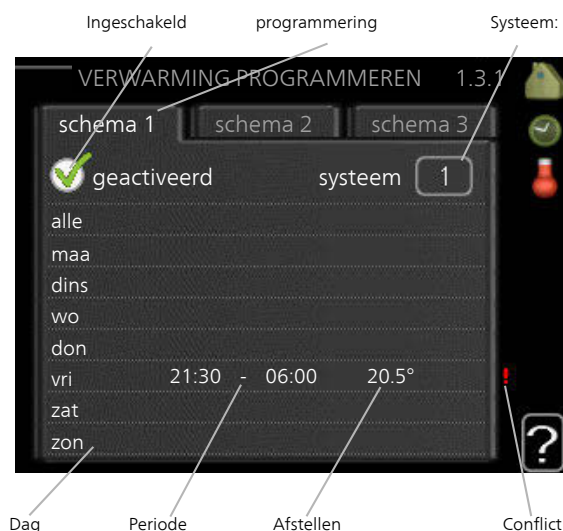 Ingeschakeld programmering Systeem:
VERWARMING PROGRAMMEREN 1.3.1
schema 1 schema 2 schema 3
geactiveerd systeem 1
alle
maa
dins
wo
don
vri 21:30 - 06:00 20.5° !
zat
zon
?
Dag Periode Afstellen Conflict